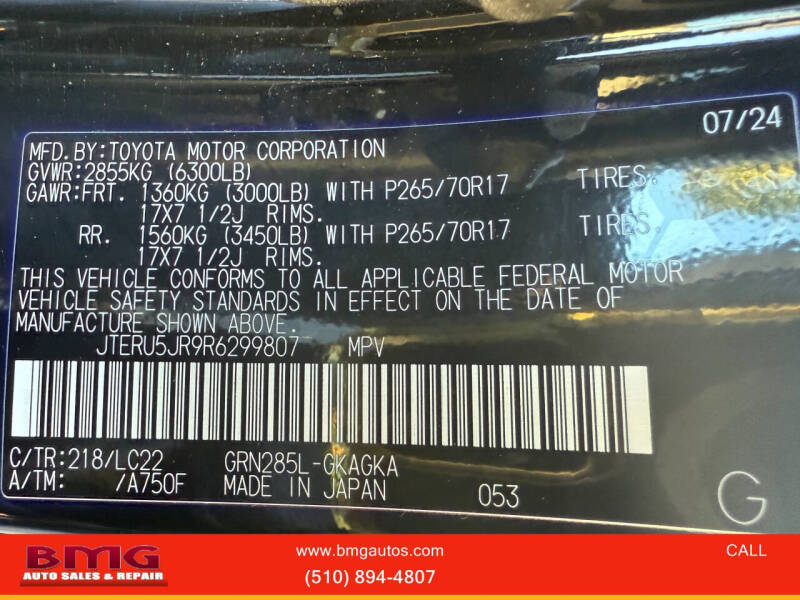 07/24
MFD.BY:TOYOTA MOTOR CORPORATION
GVWR:2855KG (6300LB)
GAWR:FRT. 1360KG (3000LB) WITH P265/70R17 TIRES.
17X7 1/2J RIMS.
RR. 1560KG (3450LB) WITH P265/70R17 TIRES.
17X7 1/2J RIMS.
THIS VEHICLE CONFORMS TO ALL APPLICABLE FEDERAL MOTOR
VEHICLE SAFETY STANDARDS IN EFFECT ON THE DATE OF
MANUFACTURE SHOWN ABOVE.
JTERU5JR9R6299807 MPV
C/TR:218/LC22 GRN285L-GKAGKA
A/TM: /A750F MADE IN JAPAN 053 G
BMG
AUTO SALES & REPAIR
www.bmgautos.com
(510) 894-4807
CALL